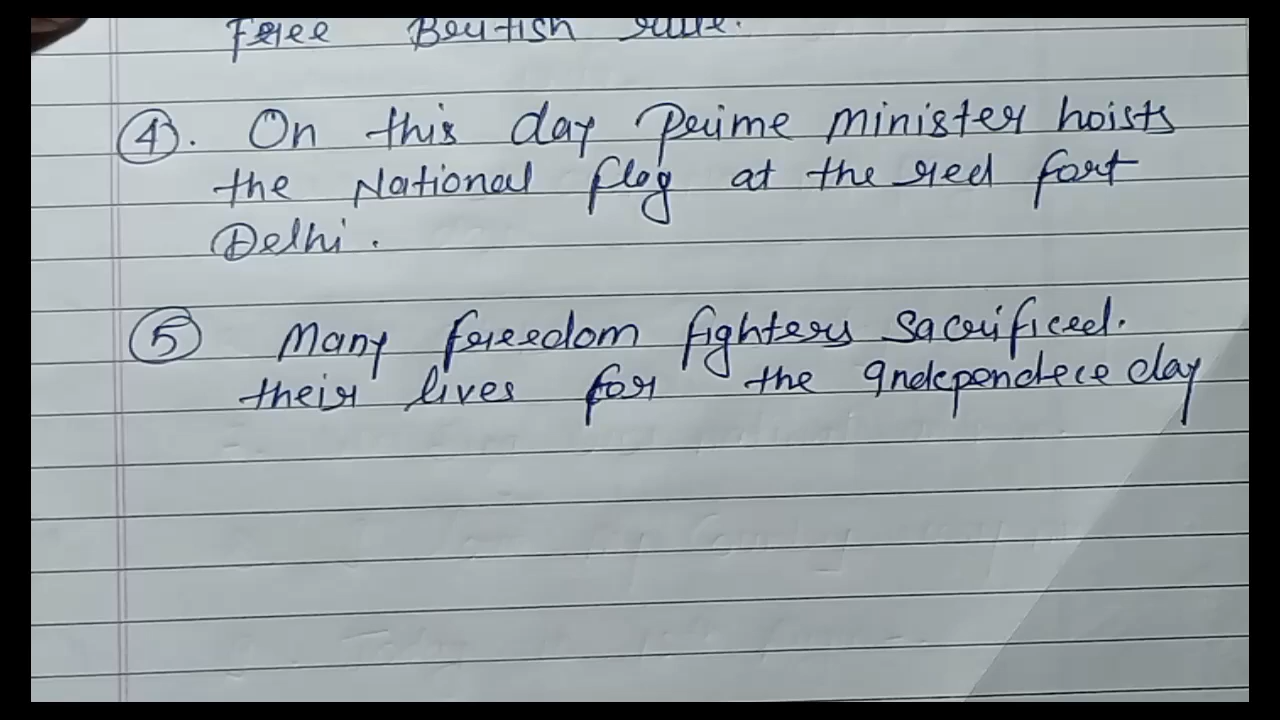 Free British rule.
④. On this day Prime minister hoists
the National flag at the red fort
Delhi.
⑤ Many freedom fighters sacrificed.
their lives for the Independece day